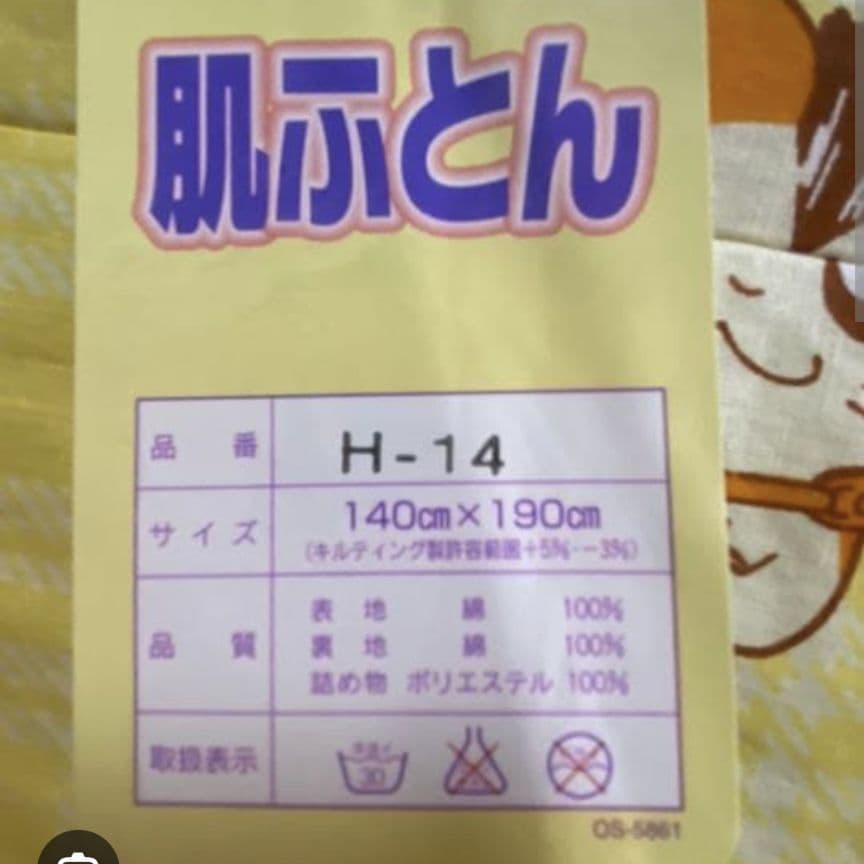 肌ふとん
品番 H-14
サイズ 140㎝×190㎝
(キルティング製許容範囲+5%・−3%)
表地 綿 100%
品質 裏地 綿 100%
詰め物 ポリエステル 100%
取扱表示 30
OS-5861